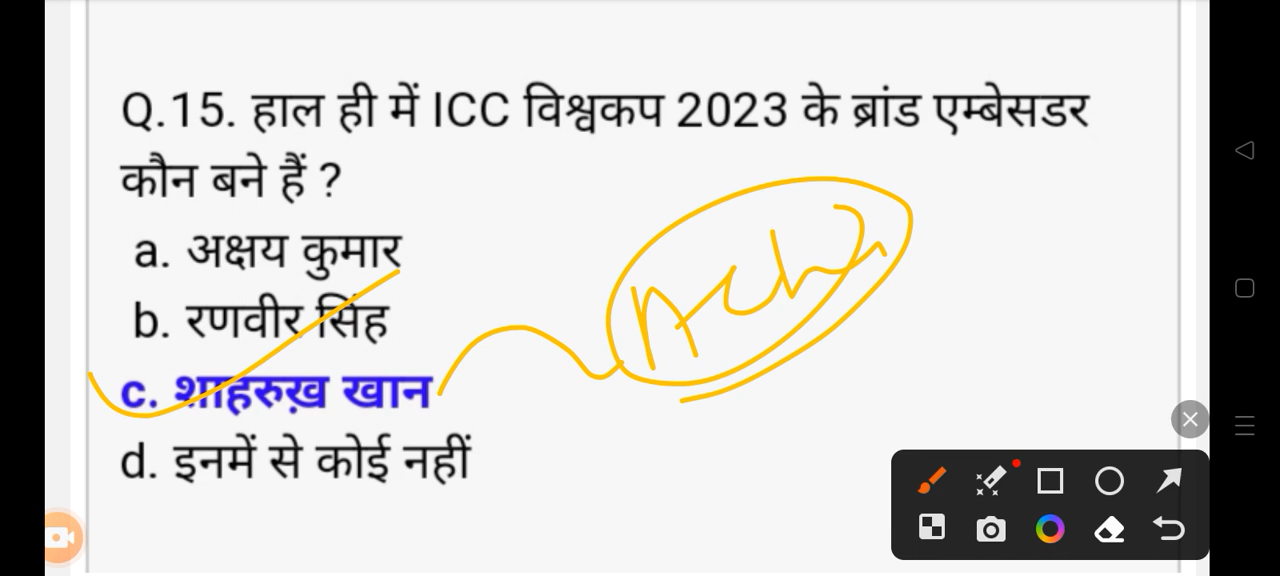 Q.15. हाल ही में ICC विश्वकप 2023 के ब्रांड एम्बेसडर
कौन बने हैं ?
a. अक्षय कुमार
b. रणवीर सिंह
c. शाहरुख़ खान
d. इनमें से कोई नहीं